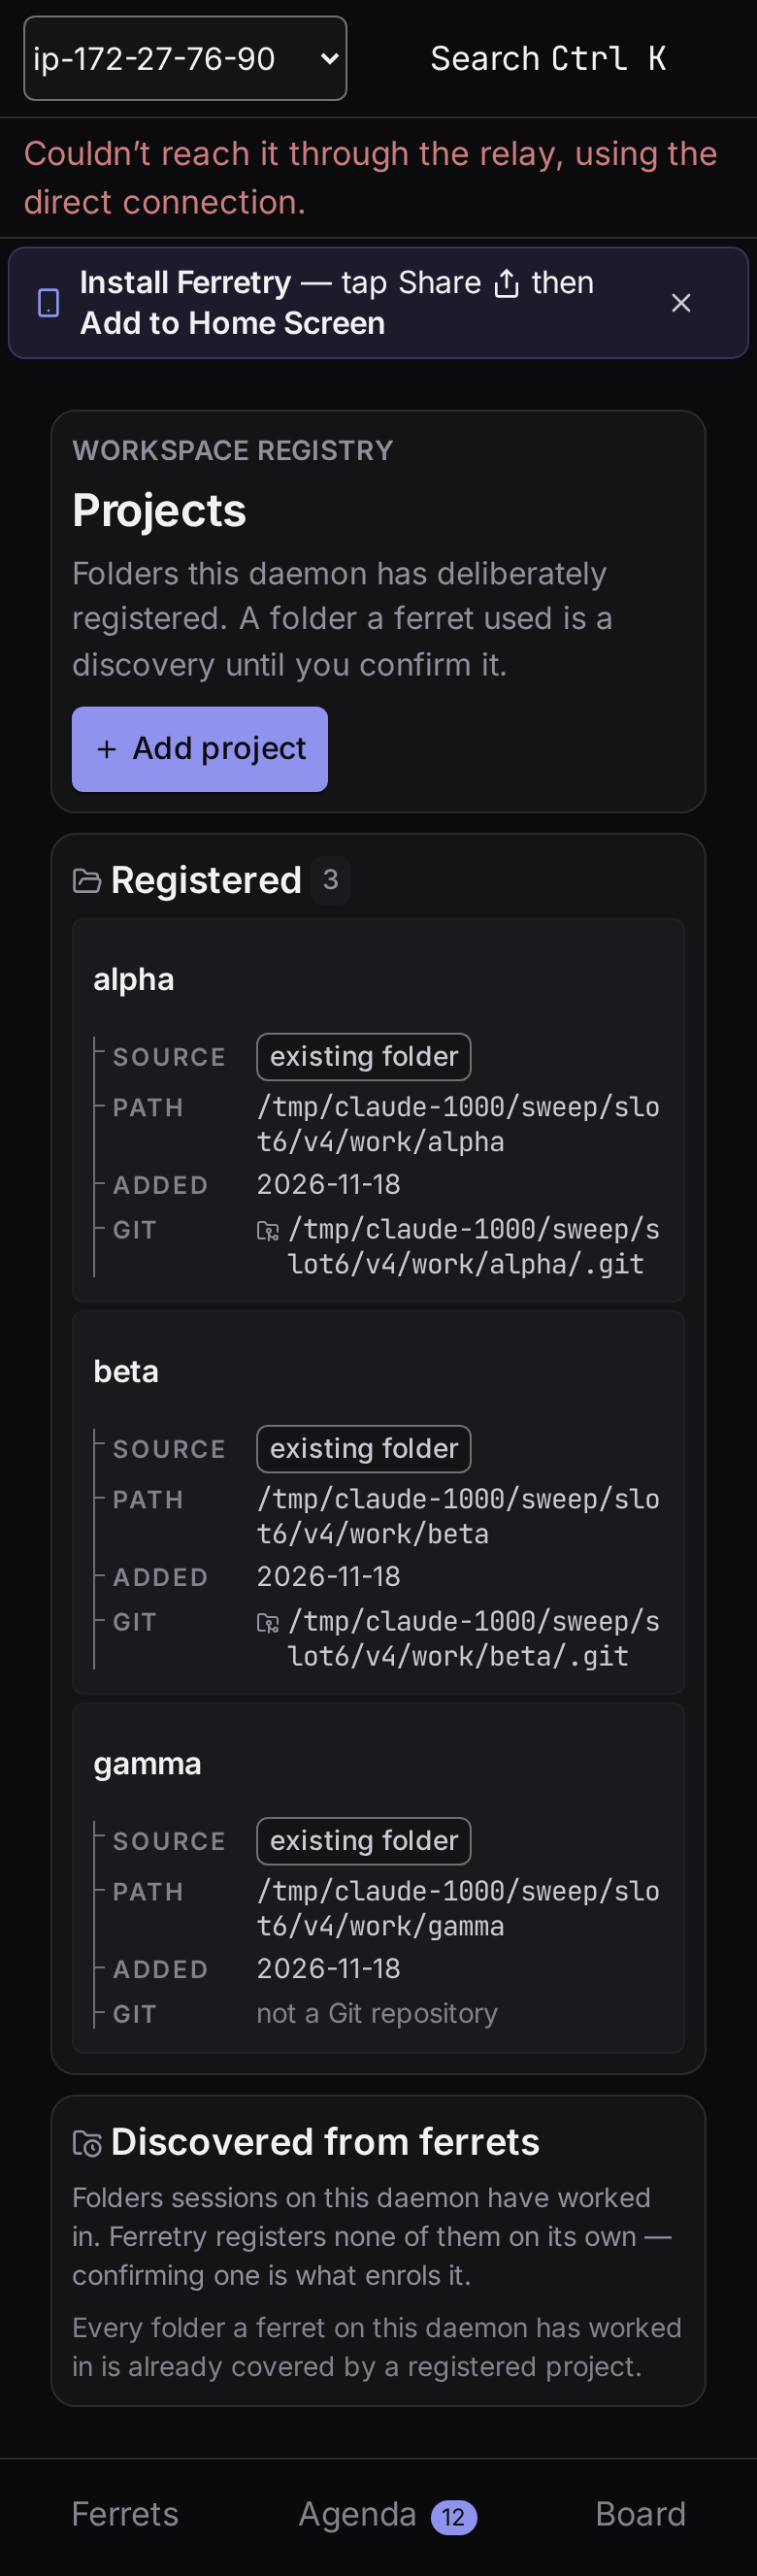 ip-172-27-76-90
Search Ctrl K
Couldn’t reach it through the relay, using the
direct connection.
Install Ferretry — tap Share then
Add to Home Screen
WORKSPACE REGISTRY
Projects
Folders this daemon has deliberately
registered. A folder a ferret used is a
discovery until you confirm it.
+ Add project
Registered 3
alpha
SOURCE existing folder
PATH /tmp/claude-1000/sweep/slo
t6/v4/work/alpha
ADDED 2026-11-18
GIT /tmp/claude-1000/sweep/s
lot6/v4/work/alpha/.git
beta
SOURCE existing folder
PATH /tmp/claude-1000/sweep/slo
t6/v4/work/beta
ADDED 2026-11-18
GIT /tmp/claude-1000/sweep/s
lot6/v4/work/beta/.git
gamma
SOURCE existing folder
PATH /tmp/claude-1000/sweep/slo
t6/v4/work/gamma
ADDED 2026-11-18
GIT not a Git repository
Discovered from ferrets
Folders sessions on this daemon have worked
in. Ferretry registers none of them on its own —
confirming one is what enrols it.
Every folder a ferret on this daemon has worked
in is already covered by a registered project.
Ferrets
Agenda 12
Board